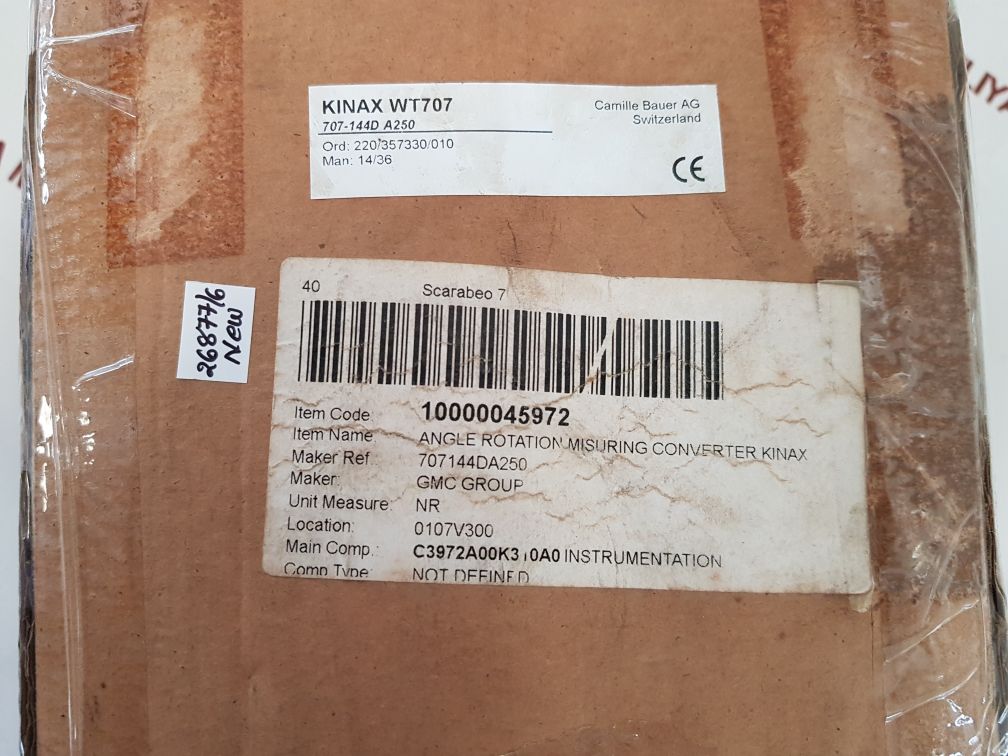 KINAX WT707
Camille Bauer AG
707-144D A250
Switzerland
Ord: 220/357330/010
Man: 14/36
CE
40 Scarabeo 7
26877/6
New
Item Code 10000045972
Item Name ANGLE ROTATION MISURING CONVERTER KINAX
Maker Ref. 707144DA250
Maker: GMC GROUP
Unit Measure: NR
Location: 0107V300
Main Comp.: INSTRUMENTATION
Comp Type: NOT DEFINED